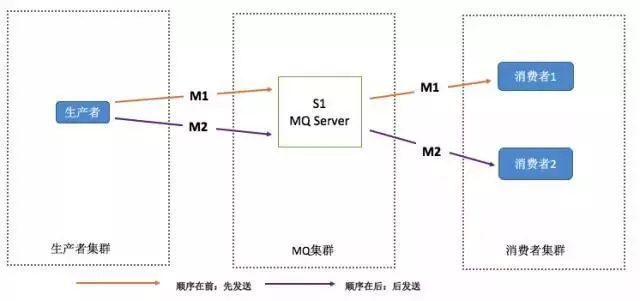 生产者
M1
M2
S1
MQ Server
M1
M2
消费者1
消费者2
生产者集群
MQ集群
消费者集群
顺序在前：先发送
顺序在后：后发送